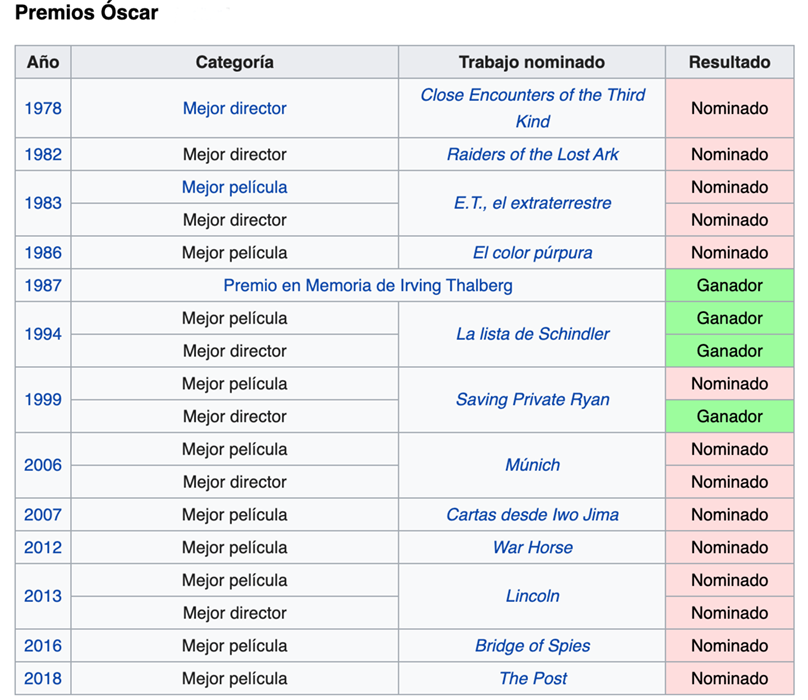 Premios Óscar
Año Categoría Trabajo nominado Resultado
1978 Mejor director Close Encounters of the Third Kind Nominado
1982 Mejor director Raiders of the Lost Ark Nominado
1983 Mejor película E.T., el extraterrestre Nominado
Mejor director Nominado
1986 Mejor película El color púrpura Nominado
1987 Premio en Memoria de Irving Thalberg Ganador
1994 Mejor película La lista de Schindler Ganador
Mejor director Ganador
1999 Mejor película Saving Private Ryan Nominado
Mejor director Ganador
2006 Mejor película Múnich Nominado
Mejor director Nominado
2007 Mejor película Cartas desde Iwo Jima Nominado
2012 Mejor película War Horse Nominado
2013 Mejor película Lincoln Nominado
Mejor director Nominado
2016 Mejor película Bridge of Spies Nominado
2018 Mejor película The Post Nominado